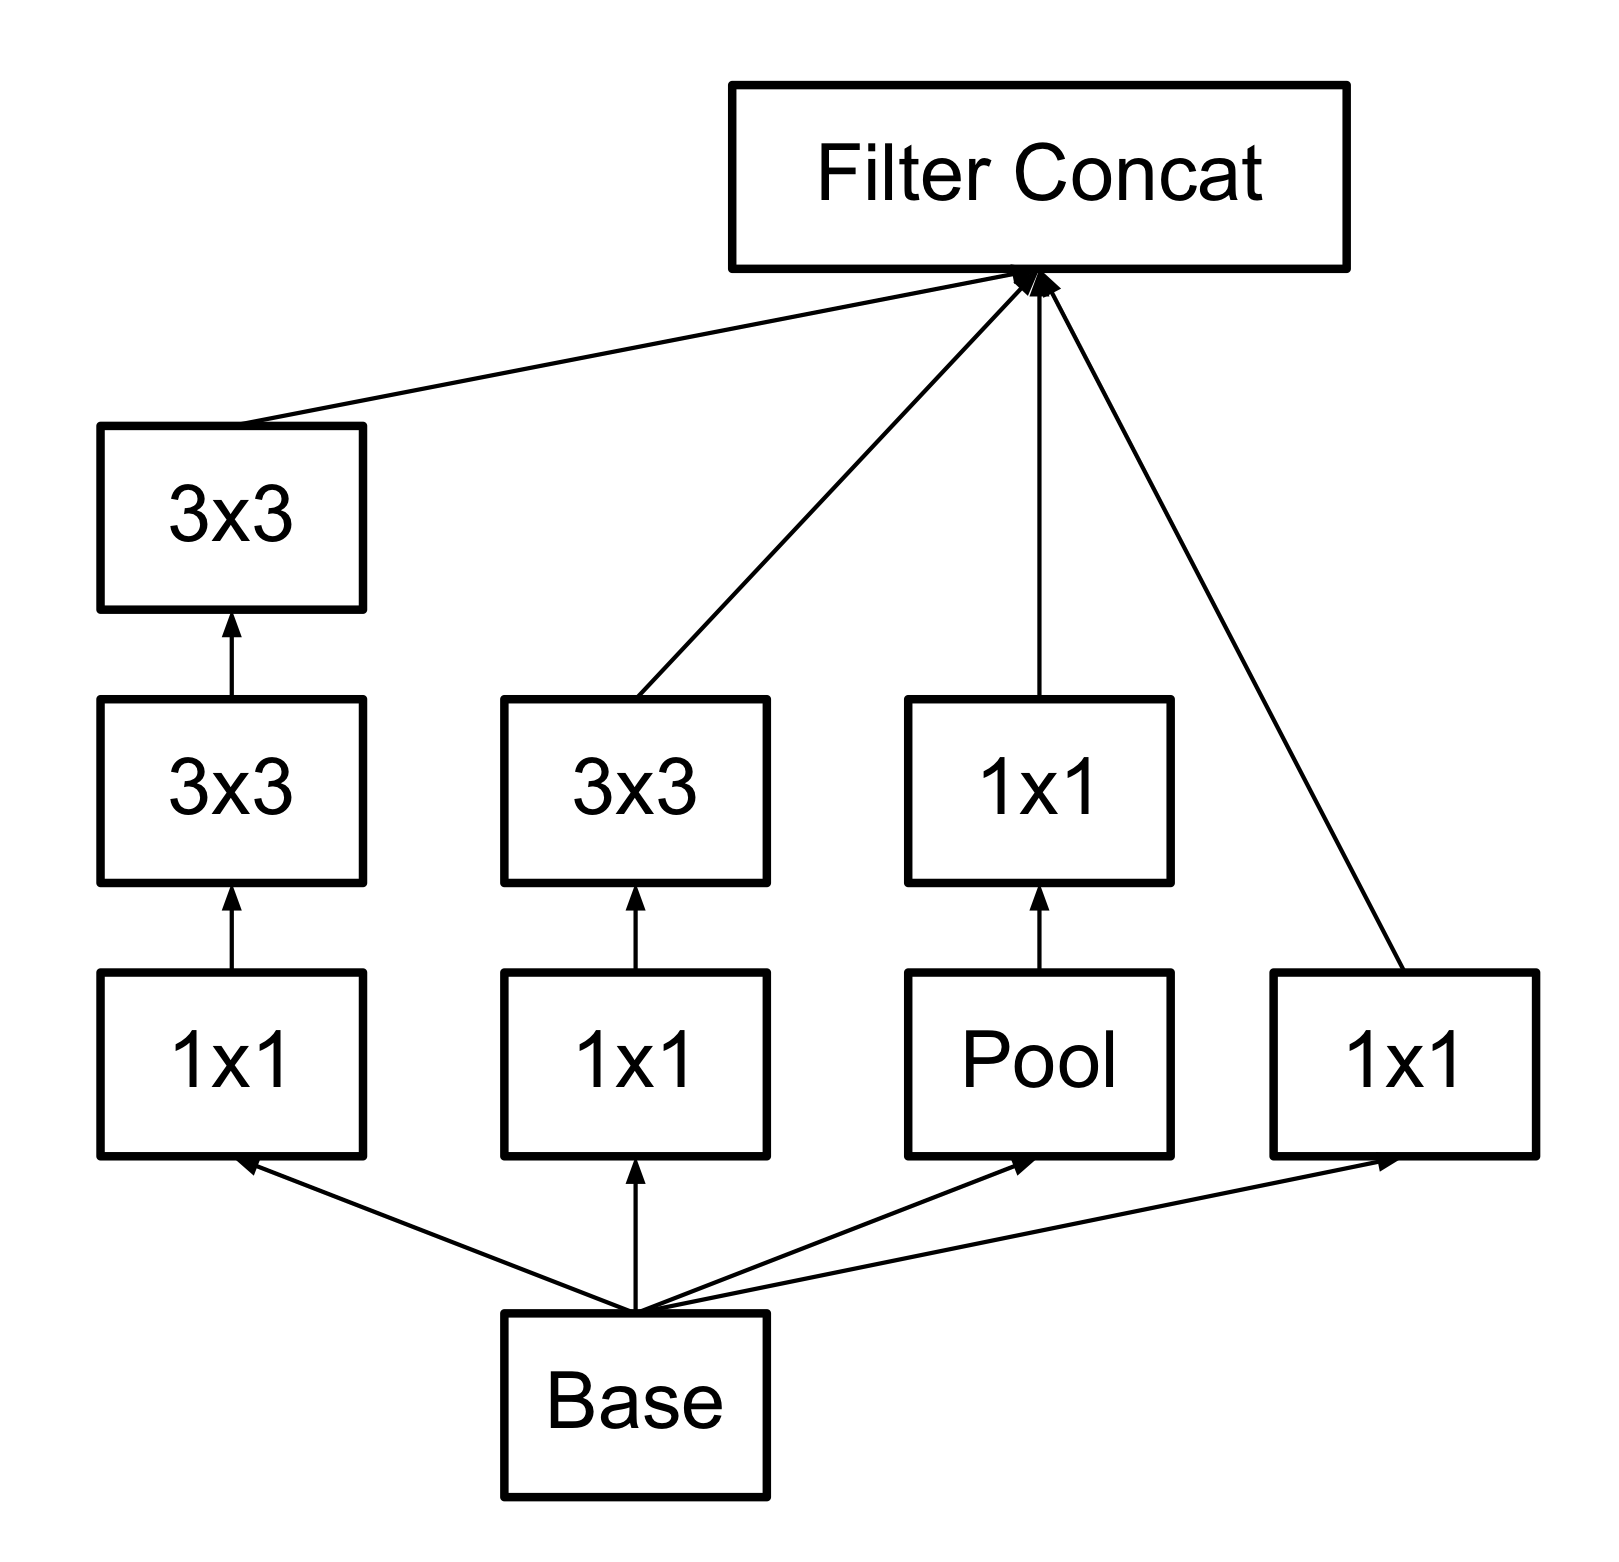 Filter Concat
3x3
3x3
3x3
1x1
1x1
1x1
Pool
1x1
Base